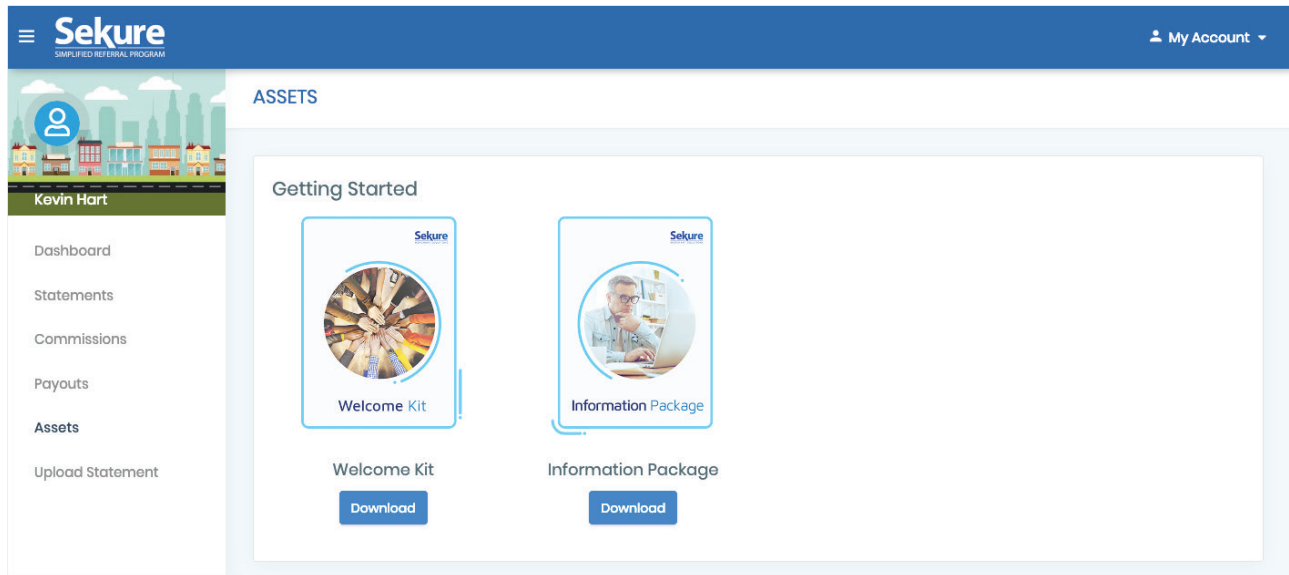 Sekure
SIMPLIFIED REFERRAL PROGRAM
My Account
Kevin Hart
Dashboard
Statements
Commissions
Payouts
Assets
Upload Statement
ASSETS
Getting Started
Sekure
Welcome Kit
Welcome Kit
Download
Sekure
Information Package
Information Package
Download